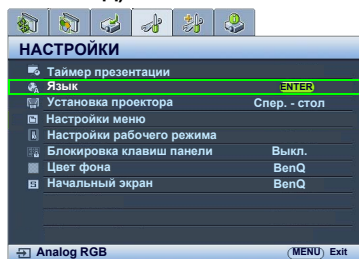 НАСТРОЙКИ
Таймер презентации
Язык ENTER
Установка проектора Спер. - стол
Настройки меню
Настройки рабочего режима
Блокировка клавиш панели Выкл.
Цвет фона BenQ
Начальный экран BenQ
Analog RGB MENU Exit